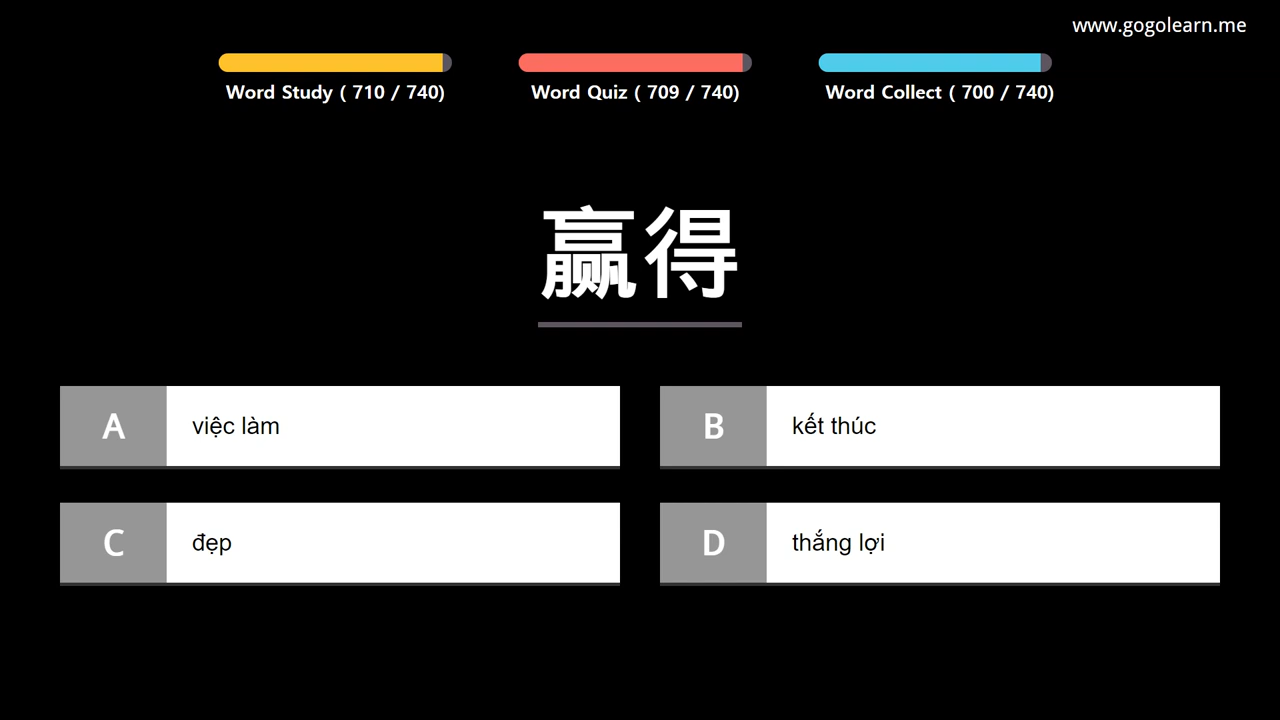 www.gogolearn.me
Word Study ( 710 / 740)
Word Quiz ( 709 / 740)
Word Collect ( 700 / 740)
赢得
A việc làm
B kết thúc
C đẹp
D thắng lợi